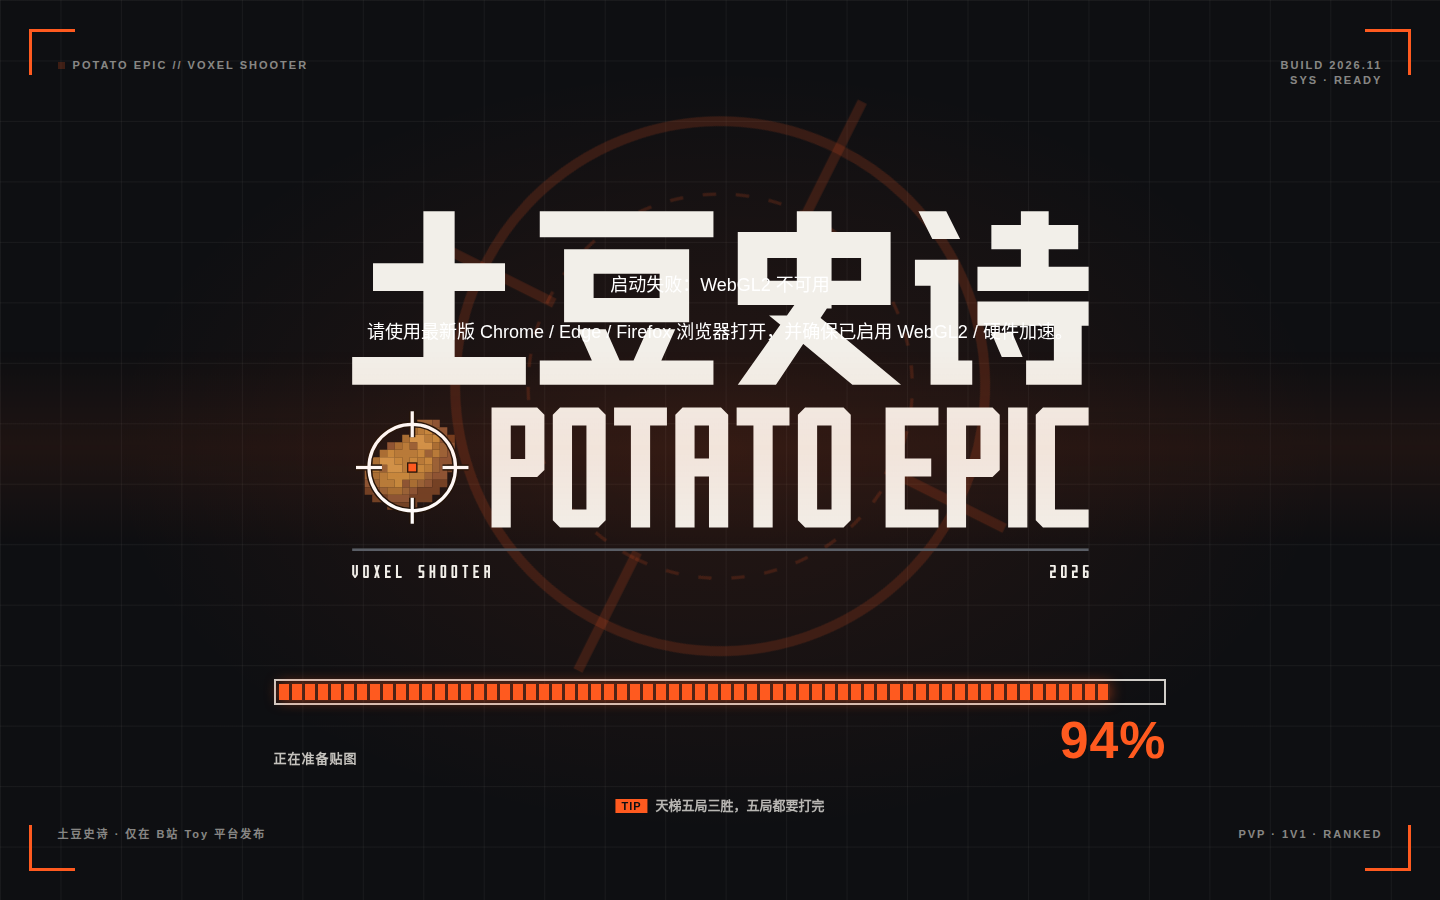 POTATO EPIC // VOXEL SHOOTER
BUILD 2026.11
SYS · READY
土豆史诗
启动失败：WebGL2 不可用
请使用最新版 Chrome / Edge / Firefox 浏览器打开，并确保已启用 WebGL2 / 硬件加速。
POTATO EPIC
VOXEL SHOOTER
2026
94%
正在准备贴图
TIP 天梯五局三胜，五局都要打完
土豆史诗 · 仅在 B站 Toy 平台发布
PVP · 1V1 · RANKED